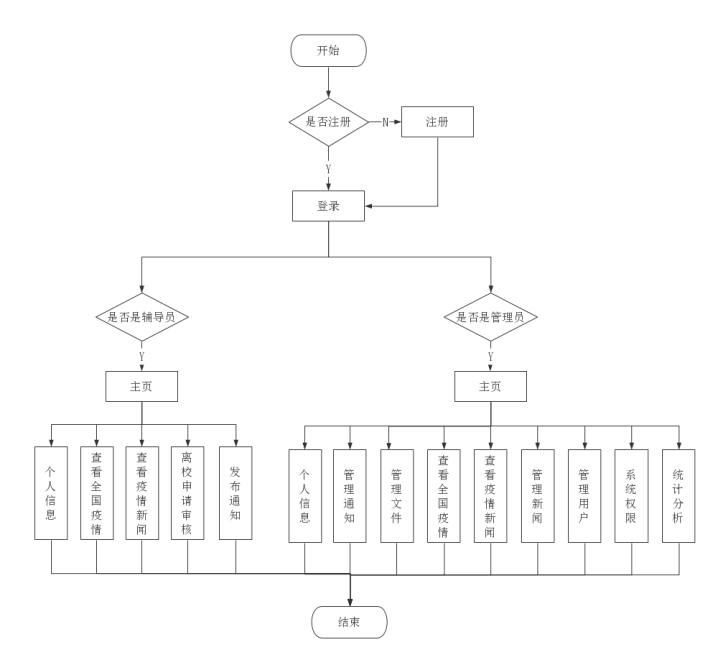 开始
是否注册
N
注册
Y
登录
是否是辅导员
是否是管理员
Y
Y
主页
主页
个人信息
查看全国疫情
查看疫情新闻
离校申请审核
发布通知
个人信息
管理通知
管理文件
查看全国疫情
查看疫情新闻
管理新闻
管理用户
系统权限
统计分析
结束